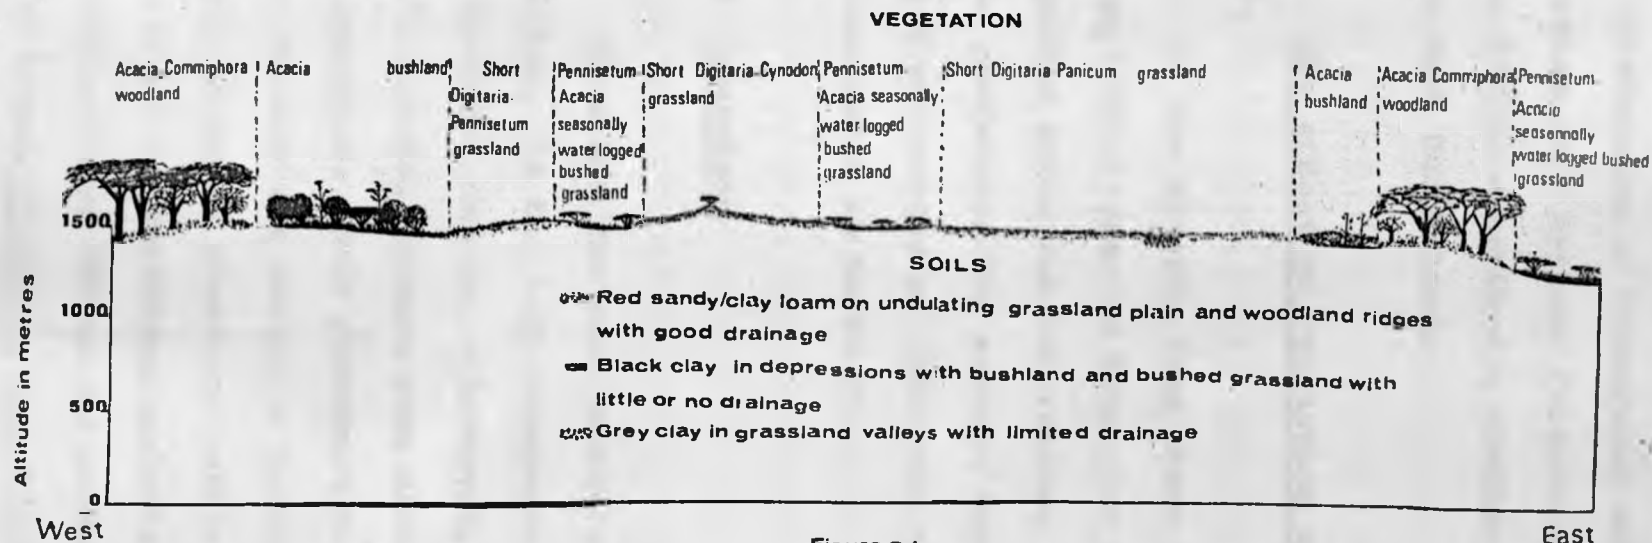 VEGETATION
Acacia Commiphora
woodland
Acacia bushland
Short
Digitaria-
Pennisetum
grassland
Pennisetum
Acacia
seasonally
water logged
bushed
grassland
Short Digitaria-Cynodon
grassland
Pennisetum
Acacia seasonally
water logged
bushed
grassland
Short Digitaria Panicum grassland
Acacia
bushland
Acacia Commiphora
woodland
Pennisetum
Acacia
seasonnally
water logged bushed
grassland
1500
1000
500
0
Altitude in metres
SOILS
Red sandy/clay loam on undulating grassland plain and woodland ridges
with good drainage
Black clay in depressions with bushland and bushed grassland with
little or no drainage
Grey clay in grassland valleys with limited drainage
West
East